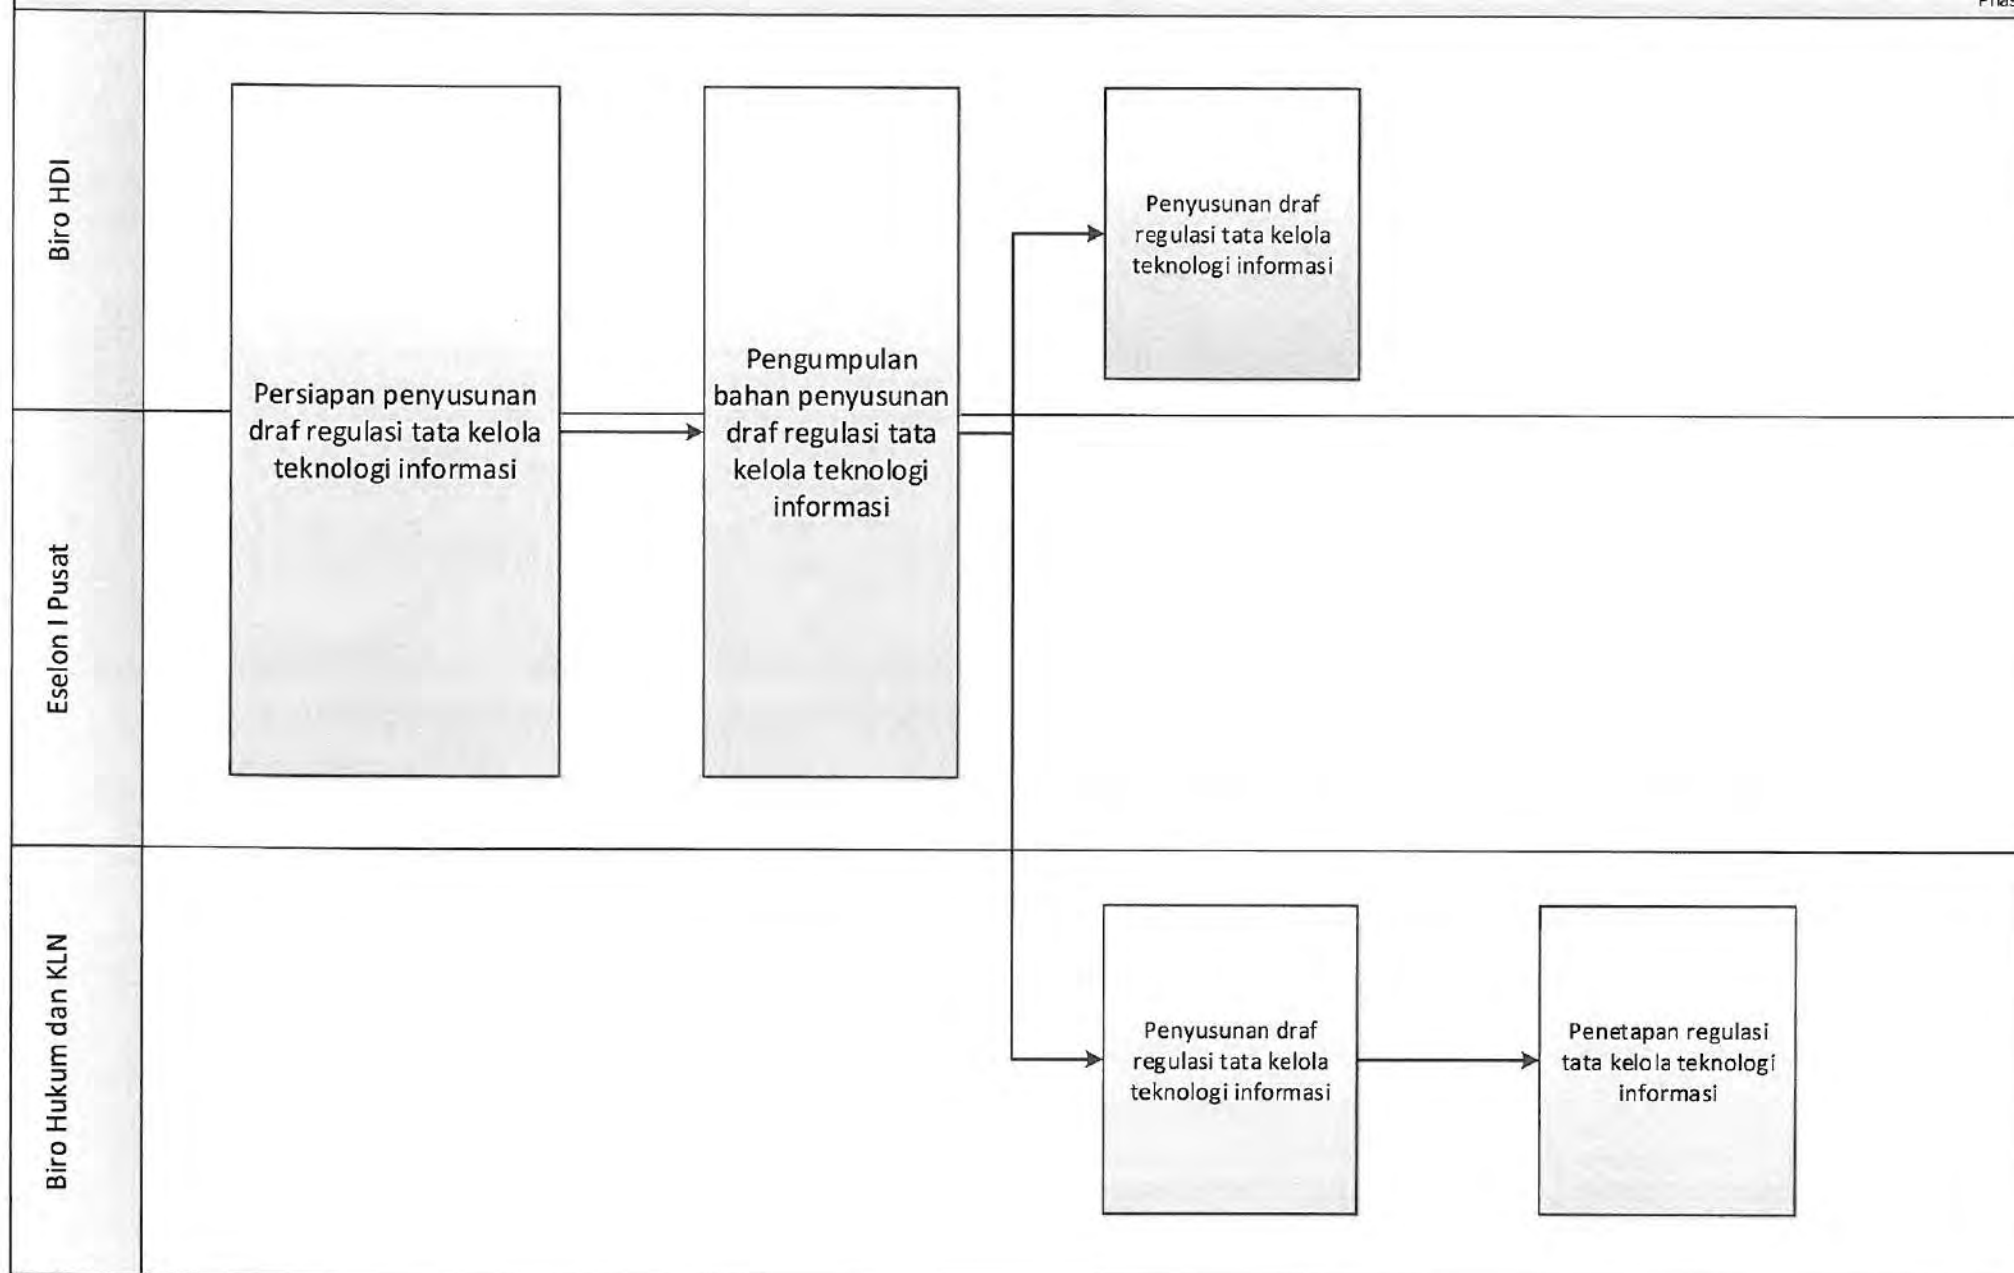 Biro HDI
Persiapan penyusunan
draf regulasi tata kelola
teknologi informasi
Pengumpulan
bahan penyusunan
draf regulasi tata
kelola teknologi
informasi
Penyusunan draf
regulasi tata kelola
teknologi informasi
Eselon I Pusat
Biro Hukum dan KLN
Penyusunan draf
regulasi tata kelola
teknologi informasi
Penetapan regulasi
tata kelola teknologi
informasi